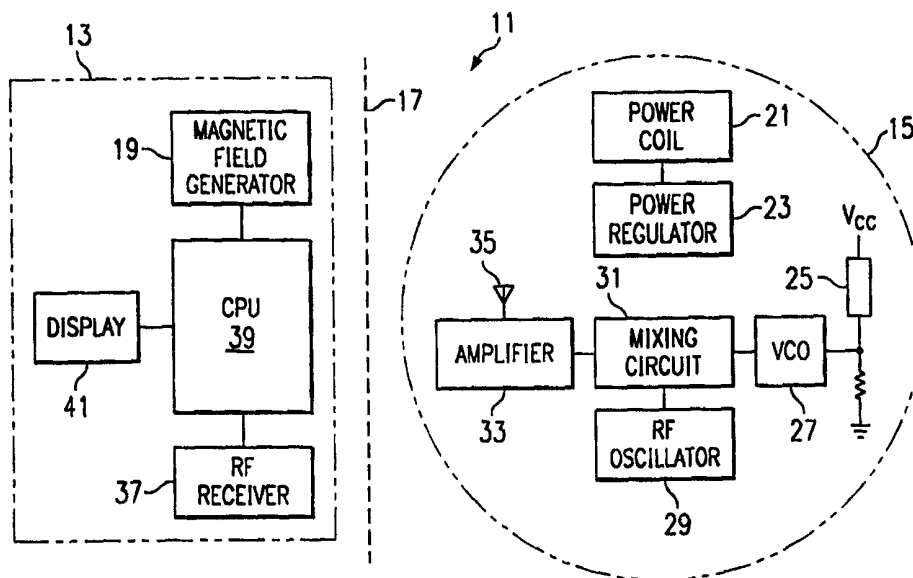 11
13
17
15
19
MAGNETIC
FIELD
GENERATOR
CPU
39
DISPLAY
41
37
RF
RECEIVER
POWER
COIL
21
POWER
REGULATOR
23
VCC
25
35
31
AMPLIFIER
33
MIXING
CIRCUIT
VCO
27
RF
OSCILLATOR
29